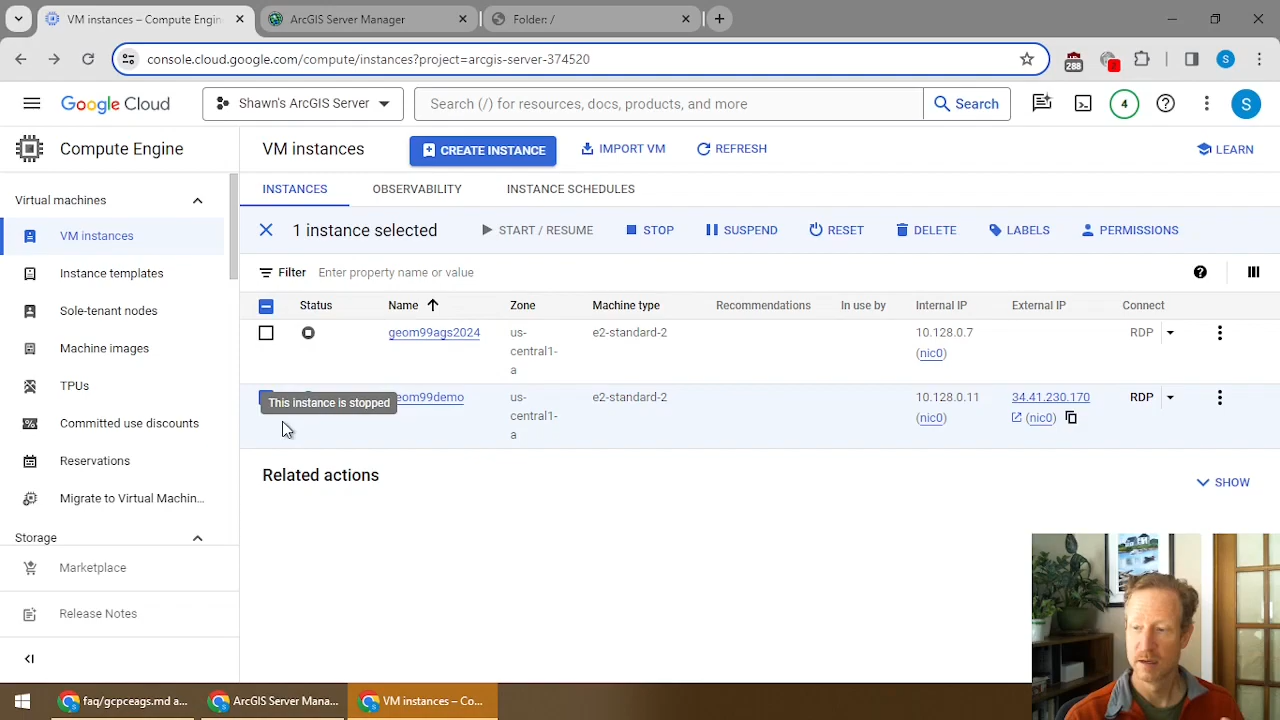 VM instances – Compute Engin
ArcGIS Server Manager
Folder: /
console.cloud.google.com/compute/instances?project=arcgis-server-374520
288
2
S
Google Cloud
Shawn's ArcGIS Server
Search (/) for resources, docs, products, and more
Search
4
S
Compute Engine
VM instances
CREATE INSTANCE
IMPORT VM
REFRESH
LEARN
Virtual machines
VM instances
Instance templates
Sole-tenant nodes
Machine images
TPUs
Committed use discounts
Reservations
Migrate to Virtual Machin...
Storage
Marketplace
Release Notes
INSTANCES
OBSERVABILITY
INSTANCE SCHEDULES
1 instance selected
START / RESUME
STOP
SUSPEND
RESET
DELETE
LABELS
PERMISSIONS
Filter
Enter property name or value
Status
Name
Zone
Machine type
Recommendations
In use by
Internal IP
External IP
Connect
geom99ags2024
us-
central1-
a
e2-standard-2
10.128.0.7
(nic0)
RDP
This instance is stopped
eom99demo
us-
central1-
a
e2-standard-2
10.128.0.11
(nic0)
34.41.230.170
(nic0)
RDP
Related actions
SHOW
faq/gcpceags.md a...
ArcGIS Server Mana...
VM instances – Co...